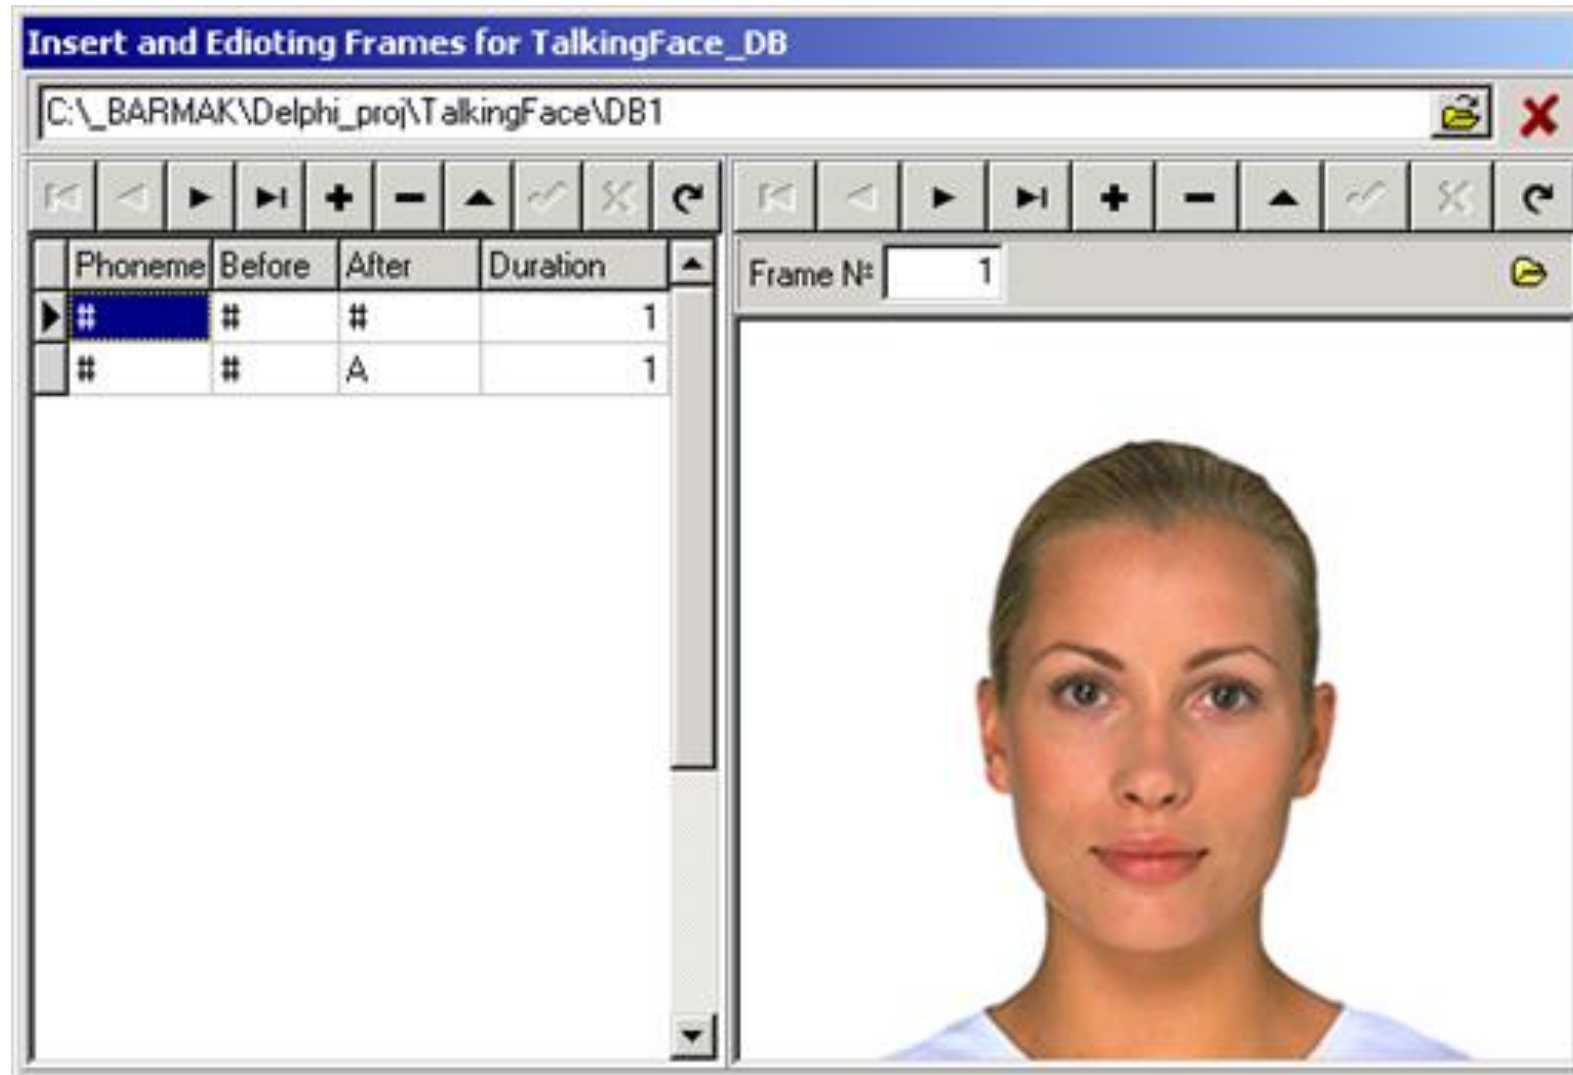 Insert and Edioting Frames for TalkingFace_DB
C:\_BARMAK\Delphi_proj\TalkingFace\DB1
Phoneme Before After Duration
# # # 1
# # A 1
Frame № 1